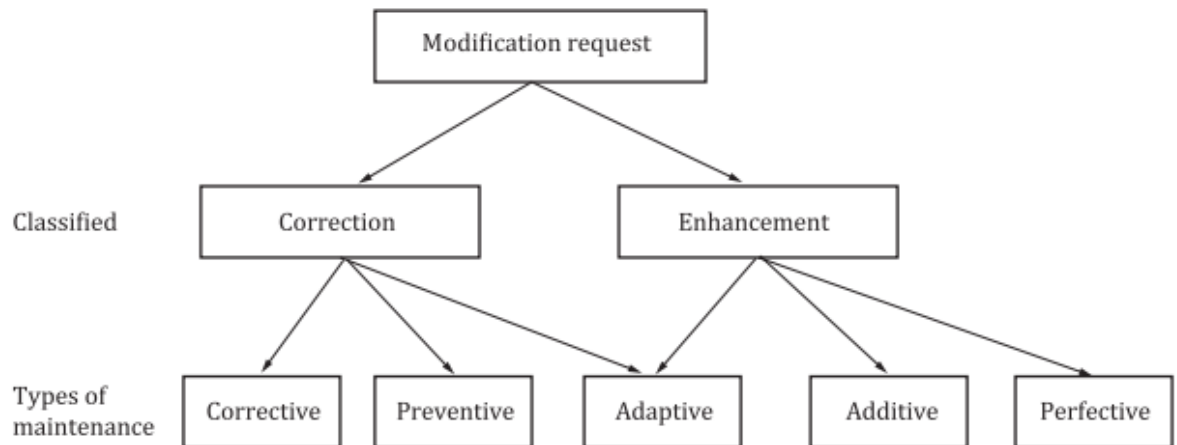 Modification request
Classified
Correction
Enhancement
Types of
maintenance
Corrective
Preventive
Adaptive
Additive
Perfective